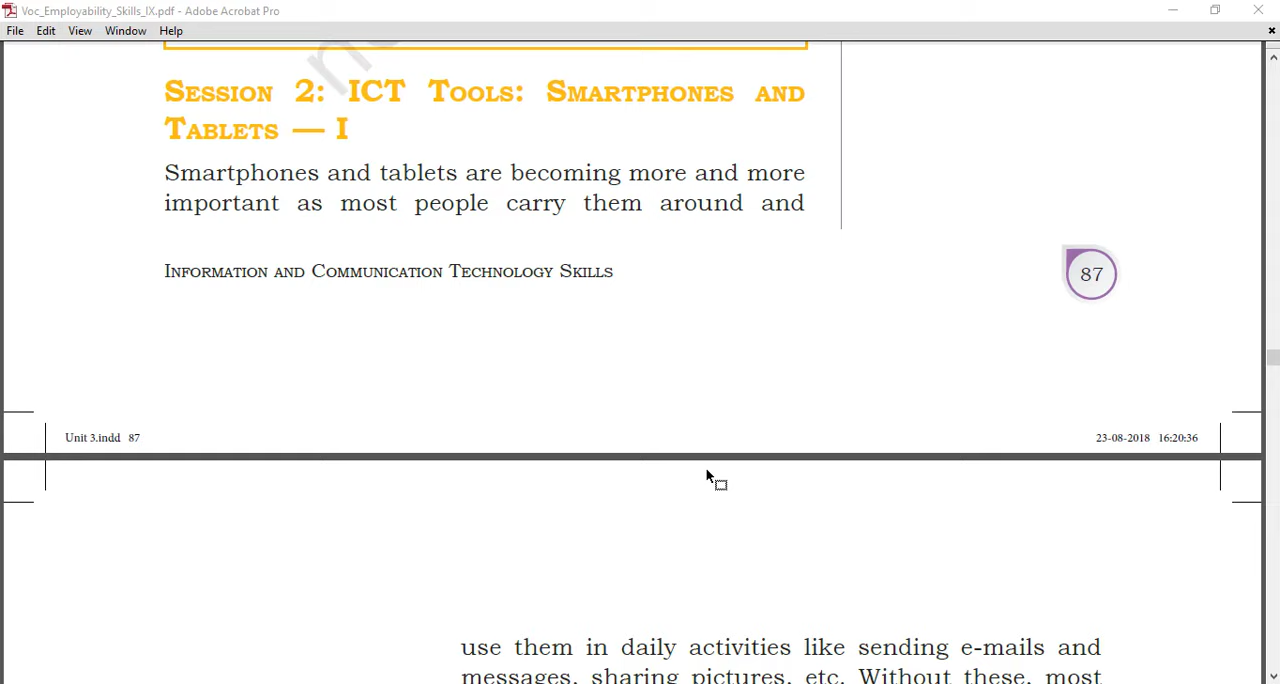 Voc_Employability_Skills_IX.pdf - Adobe Acrobat Pro
File Edit View Window Help
Session 2: ICT Tools: Smartphones and
Tablets — I
Smartphones and tablets are becoming more and more
important as most people carry them around and
Information and Communication Technology Skills
87
Unit 3.indd 87
23-08-2018 16:20:36
use them in daily activities like sending e-mails and
messages, sharing pictures, etc. Without these, most